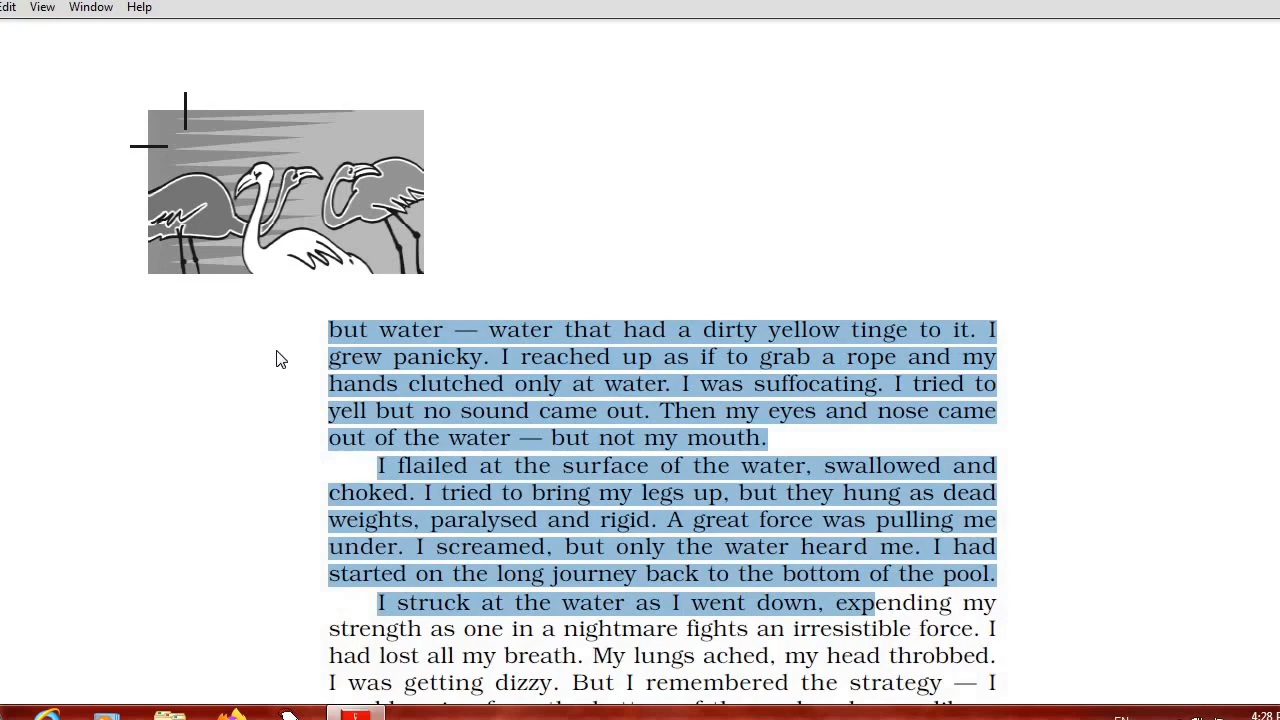 Edit View Window Help
but water — water that had a dirty yellow tinge to it. I
grew panicky. I reached up as if to grab a rope and my
hands clutched only at water. I was suffocating. I tried to
yell but no sound came out. Then my eyes and nose came
out of the water — but not my mouth.
I flailed at the surface of the water, swallowed and
choked. I tried to bring my legs up, but they hung as dead
weights, paralysed and rigid. A great force was pulling me
under. I screamed, but only the water heard me. I had
started on the long journey back to the bottom of the pool.
I struck at the water as I went down, expending my
strength as one in a nightmare fights an irresistible force. I
had lost all my breath. My lungs ached, my head throbbed.
I was getting dizzy. But I remembered the strategy — I
4:28